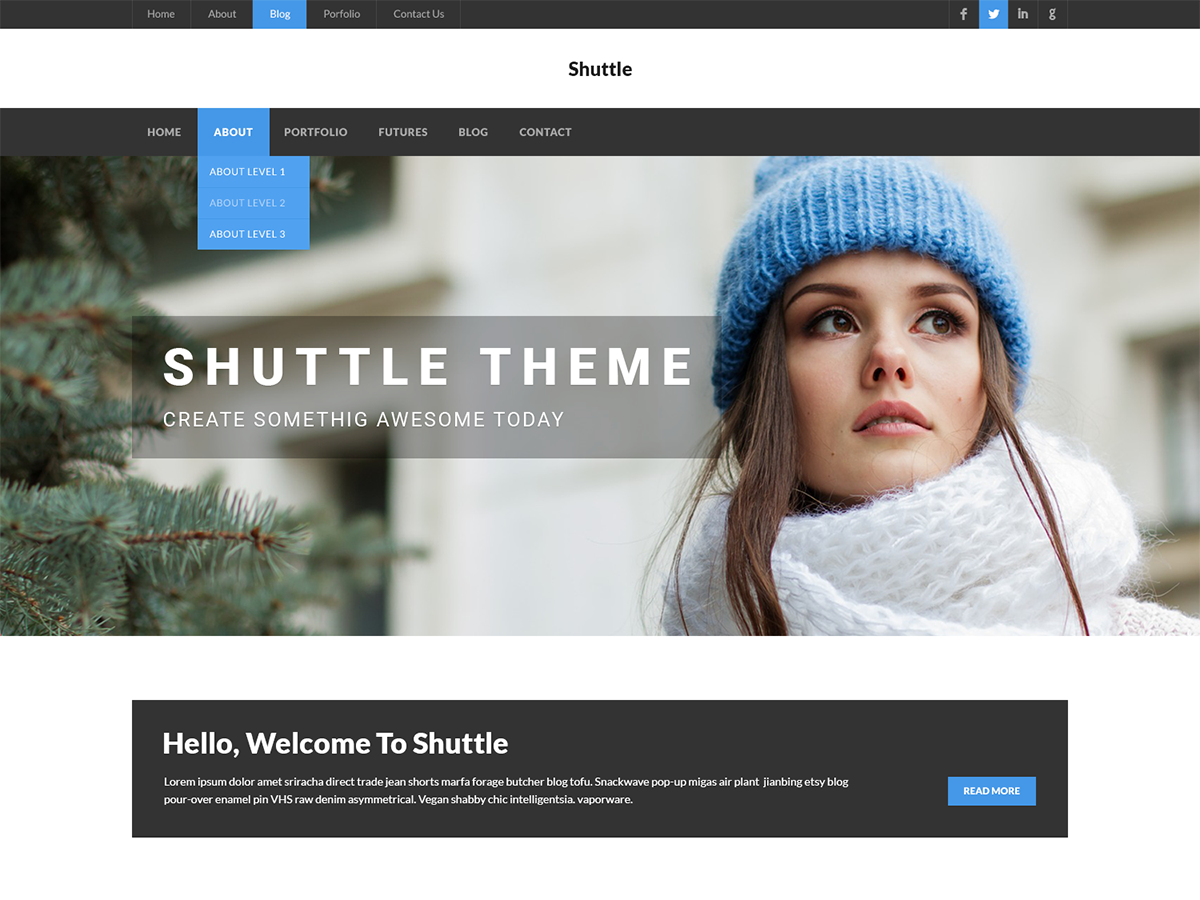 Home About Blog Porfolio Contact Us
Shuttle
HOME ABOUT PORTFOLIO FUTURES BLOG CONTACT
ABOUT LEVEL 1
ABOUT LEVEL 2
ABOUT LEVEL 3
SHUTTLE THEME
CREATE SOMETHIG AWESOME TODAY
Hello, Welcome To Shuttle
Lorem ipsum dolor amet sriracha direct trade jean shorts marfa forage butcher blog tofu. Snackwave pop-up migas air plant jianbing etsy blog
pour-over enamel pin VHS raw denim asymmetrical. Vegan shabby chic intelligentsia. vaporware.
READ MORE